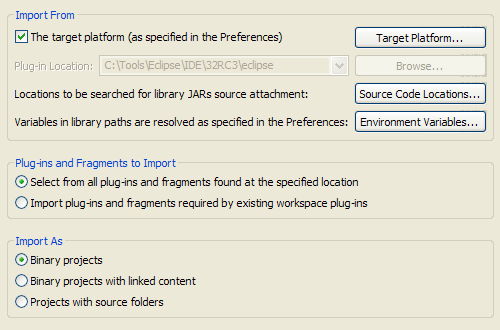 Import From
The target platform (as specified in the Preferences)
Target Platform...
Plug-in Location:
C:\Tools\Eclipse\IDE\32RC3\eclipse
Browse...
Locations to be searched for library JARs source attachment:
Source Code Locations...
Variables in library paths are resolved as specified in the Preferences:
Environment Variables...
Plug-ins and Fragments to Import
Select from all plug-ins and fragments found at the specified location
Import plug-ins and fragments required by existing workspace plug-ins
Import As
Binary projects
Binary projects with linked content
Projects with source folders